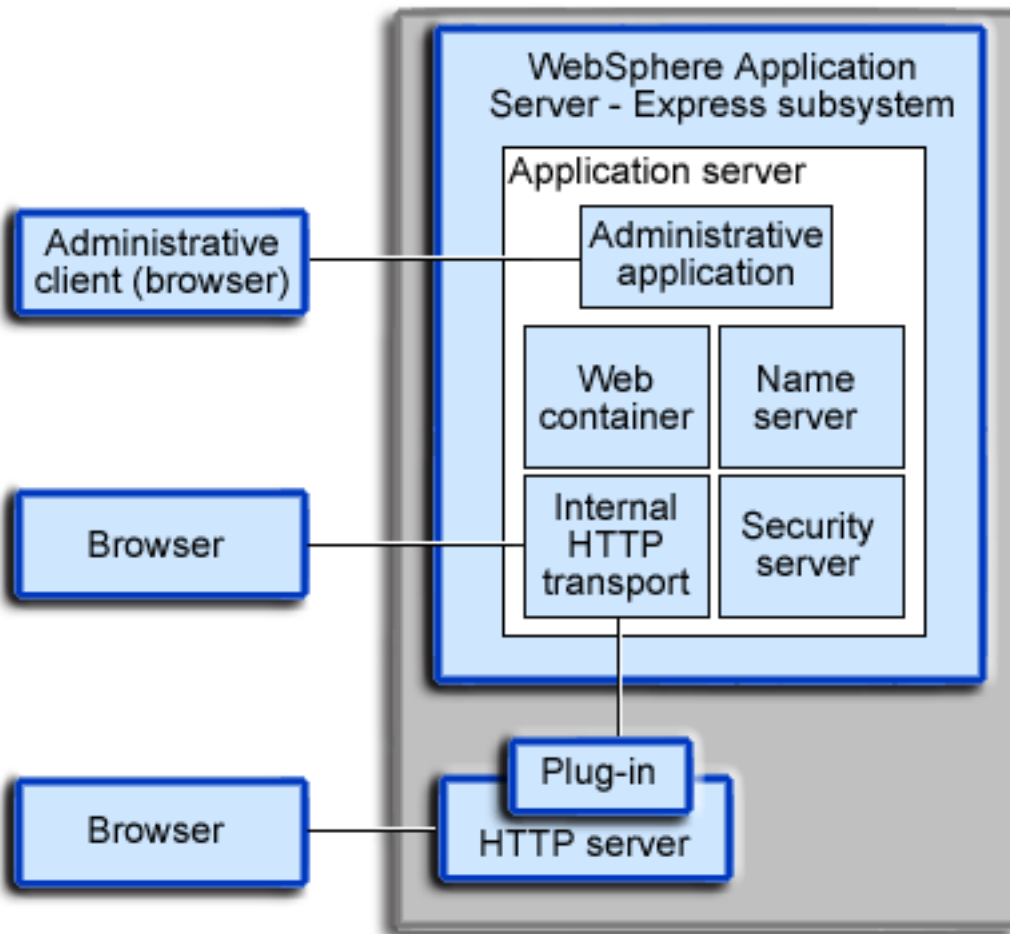 WebSphere Application
Server - Express subsystem
Application server
Administrative
application
Administrative
client (browser)
Web
container
Name
server
Internal
HTTP
transport
Security
server
Browser
Plug-in
HTTP server
Browser